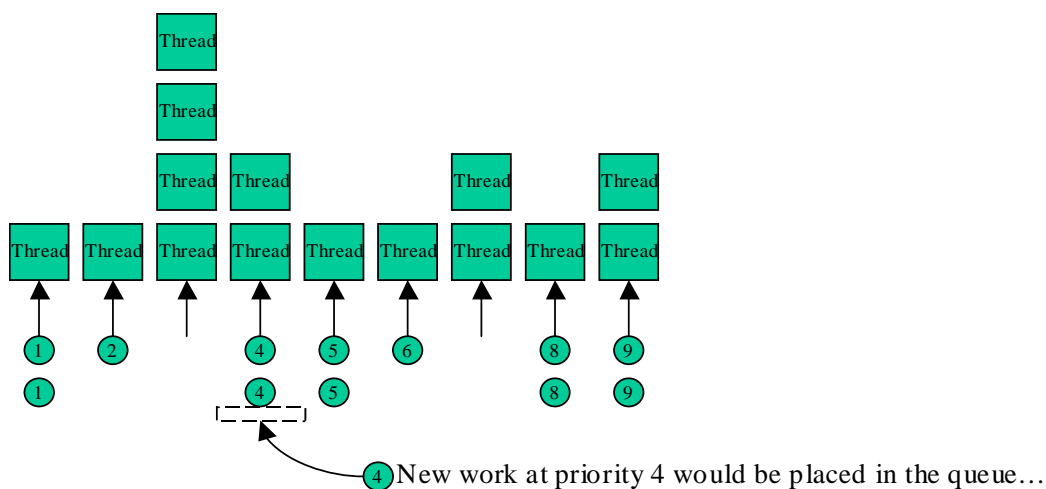 Thread
Thread
Thread Thread Thread Thread
Thread Thread Thread Thread Thread Thread Thread Thread Thread
1 2 4 5 6 8 9
1 4 5 8 9
4 New work at priority 4 would be placed in the queue…